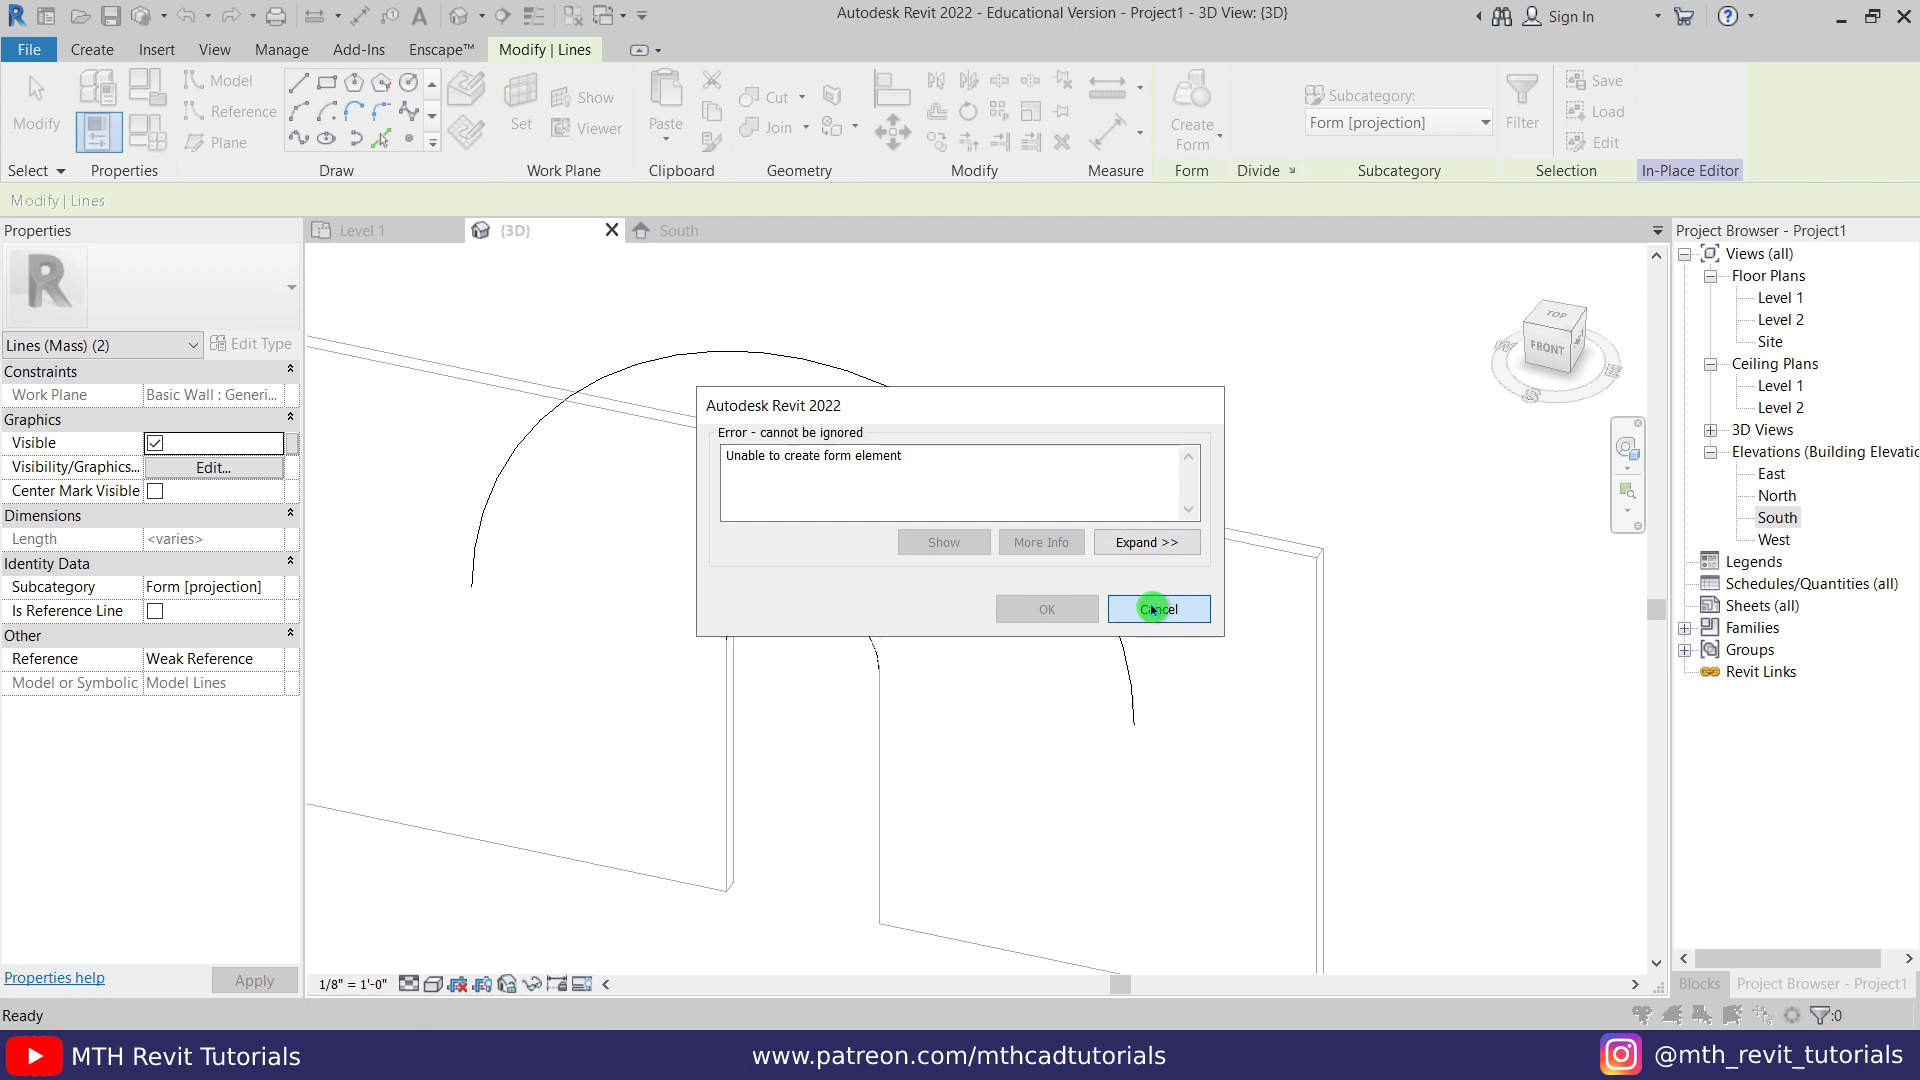 Autodesk Revit 2022 - Educational Version - Project1 - 3D View: {3D}
Sign In
File Create Insert View Manage Add-Ins Enscape™ Modify | Lines
Modify
Model
Reference
Plane
Set
Show
Viewer
Paste
Cut
Join
Create
Form
Subcategory:
Form [projection]
Filter
Save
Load
Edit
Select Properties Draw Work Plane Clipboard Geometry Modify Measure Form Divide Subcategory Selection In-Place Editor
Modify | Lines
Properties
Lines (Mass) (2) Edit Type
Constraints
Work Plane Basic Wall : Generi...
Graphics
Visible
Visibility/Graphics... Edit...
Center Mark Visible
Dimensions
Length <varies>
Identity Data
Subcategory Form [projection]
Is Reference Line
Other
Reference Weak Reference
Model or Symbolic Model Lines
Properties help Apply
Level 1 {3D} South
TOP
FRONT
W
S
E
Autodesk Revit 2022
Error - cannot be ignored
Unable to create form element
Show More Info Expand >>
OK Cancel
1/8" = 1'-0"
Project Browser - Project1
Views (all)
Floor Plans
Level 1
Level 2
Site
Ceiling Plans
Level 1
Level 2
3D Views
Elevations (Building Elevatic
East
North
South
West
Legends
Schedules/Quantities (all)
Sheets (all)
Families
Groups
Revit Links
Blocks Project Browser - Project1
Ready
:0
MTH Revit Tutorials
www.patreon.com/mthcadtutorials
@mth_revit_tutorials